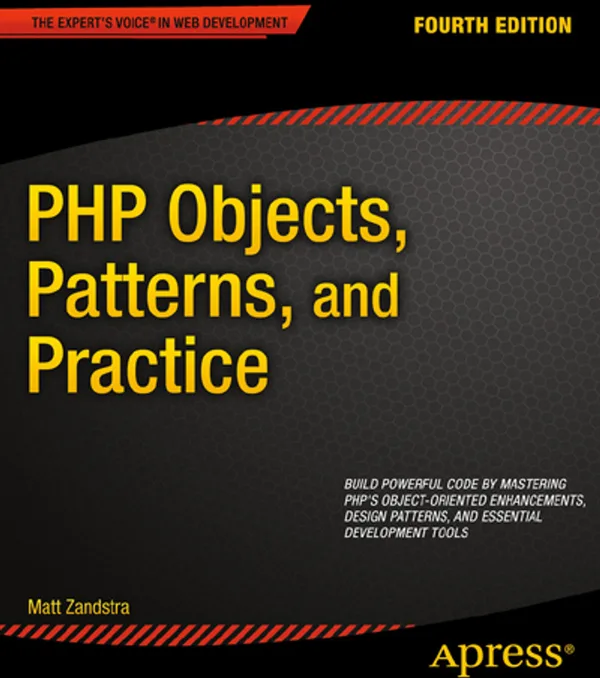 THE EXPERT'S VOICE® IN WEB DEVELOPMENT
FOURTH EDITION
PHP Objects,
Patterns, and
Practice
BUILD POWERFUL CODE BY MASTERING
PHP'S OBJECT-ORIENTED ENHANCEMENTS,
DESIGN PATTERNS, AND ESSENTIAL
DEVELOPMENT TOOLS
Matt Zandstra
Apress®